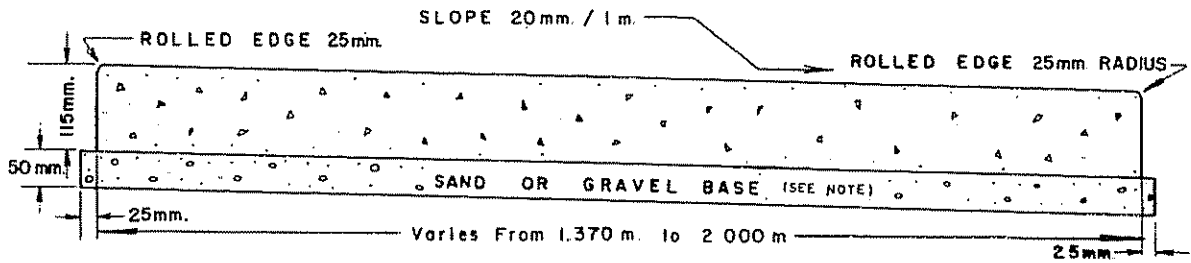 SLOPE 20mm. / 1 m.
ROLLED EDGE 25mm.
ROLLED EDGE 25mm RADIUS
115mm.
50 mm.
SAND OR GRAVEL BASE (SEE NOTE)
25mm.
Varies From 1.370 m. to 2 000 m
25mm.